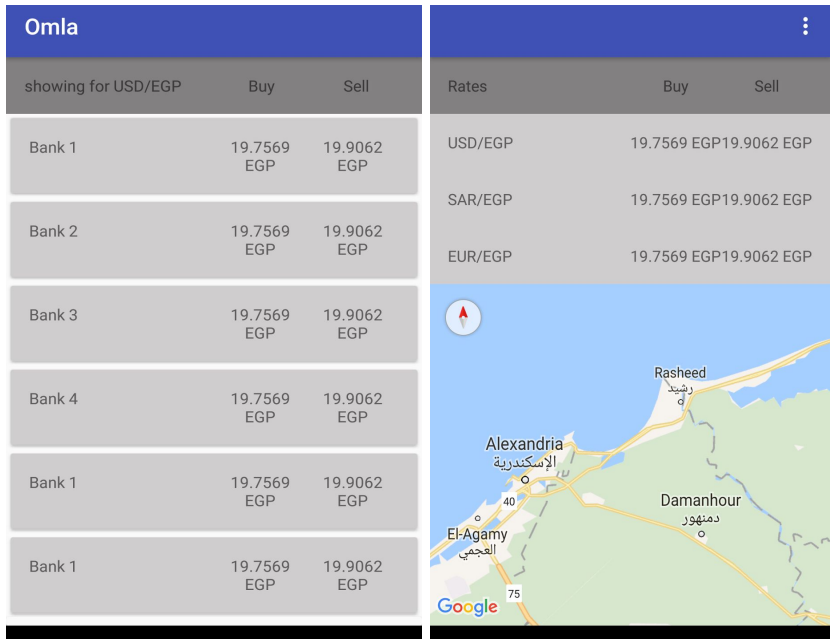 Omla
showing for USD/EGP Buy Sell
Bank 1 19.7569 19.9062
EGP EGP
Bank 2 19.7569 19.9062
EGP EGP
Bank 3 19.7569 19.9062
EGP EGP
Bank 4 19.7569 19.9062
EGP EGP
Bank 1 19.7569 19.9062
EGP EGP
Bank 1 19.7569 19.9062
EGP EGP
Rates Buy Sell
USD/EGP 19.7569 EGP19.9062 EGP
SAR/EGP 19.7569 EGP19.9062 EGP
EUR/EGP 19.7569 EGP19.9062 EGP
Rasheed
رشيد
Alexandria
الإسكندرية
40
Damanhour
دمنهور
El-Agamy
العجمي
75
Google